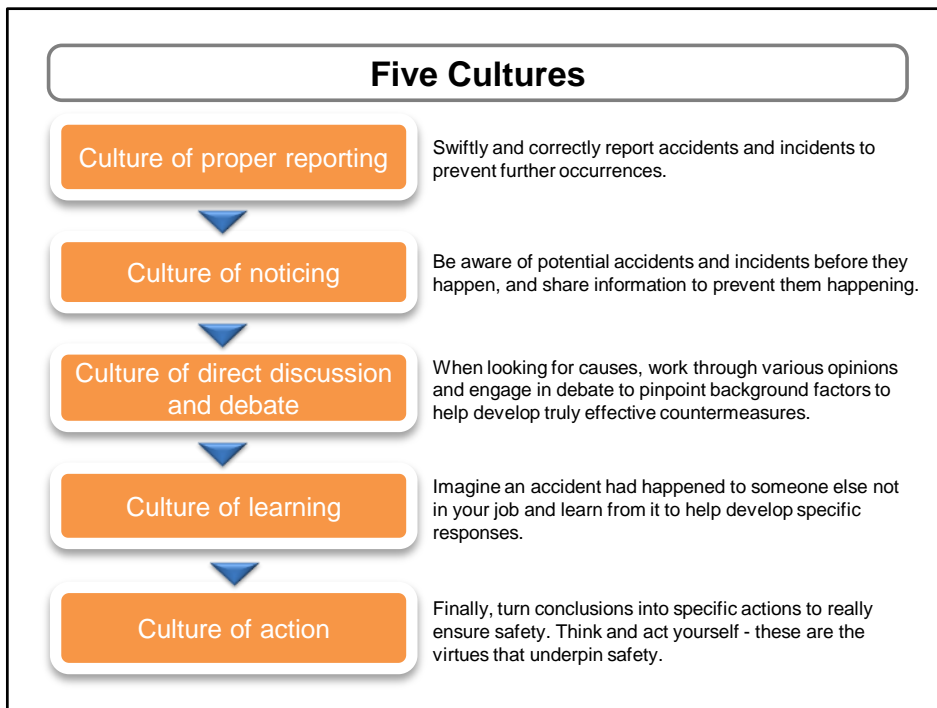 Five Cultures
Culture of proper reporting
Swiftly and correctly report accidents and incidents to
prevent further occurrences.
Culture of noticing
Be aware of potential accidents and incidents before they
happen, and share information to prevent them happening.
Culture of direct discussion
and debate
When looking for causes, work through various opinions
and engage in debate to pinpoint background factors to
help develop truly effective countermeasures.
Culture of learning
Imagine an accident had happened to someone else not
in your job and learn from it to help develop specific
responses.
Culture of action
Finally, turn conclusions into specific actions to really
ensure safety. Think and act yourself - these are the
virtues that underpin safety.